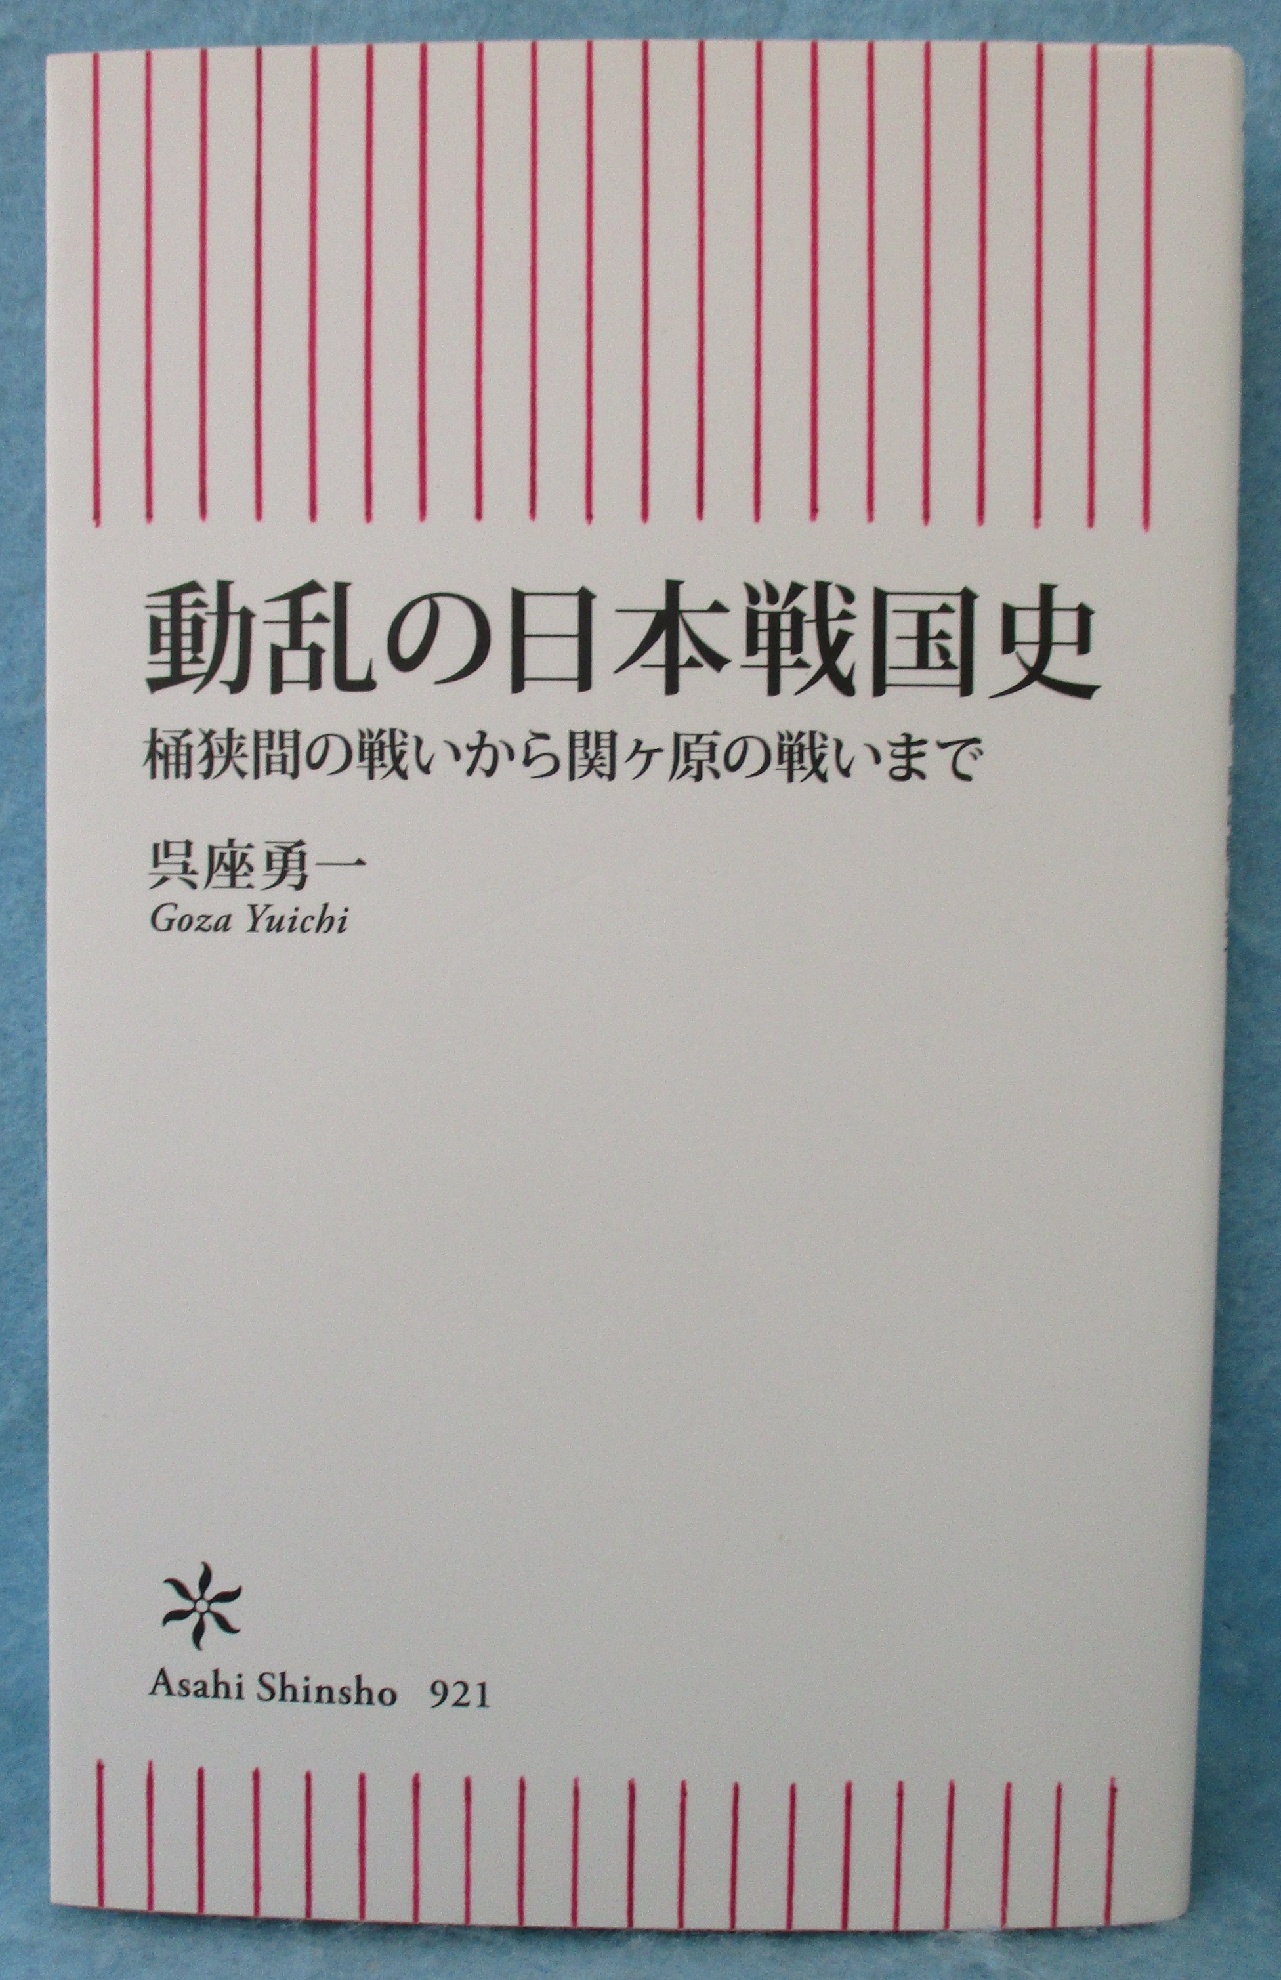 動乱の日本戦国史
桶狭間の戦いから関ヶ原の戦いまで
呉座勇一
Goza Yuichi
Asahi Shinsho 921